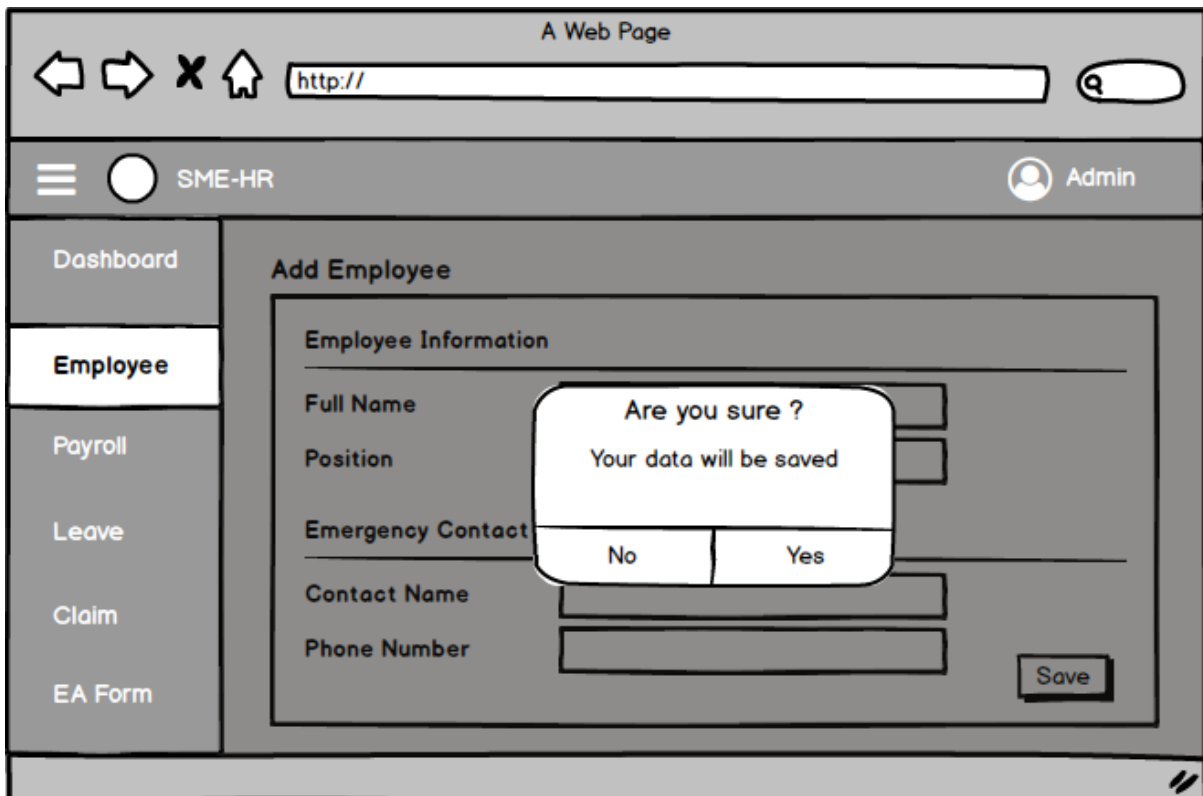 A Web Page
http://
SME-HR
Admin
Dashboard
Employee
Payroll
Leave
Claim
EA Form
Add Employee
Employee Information
Full Name
Position
Emergency Contact
Contact Name
Phone Number
Save
Are you sure ?
Your data will be saved
No
Yes